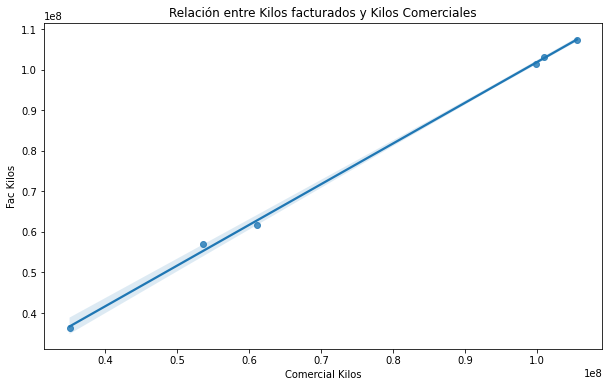 Relación entre Kilos facturados y Kilos Comerciales
1e8
1.1
1.0
0.9
0.8
0.7
0.6
0.5
0.4
Fac Kilos
0.4 0.5 0.6 0.7 0.8 0.9 1.0
Comercial Kilos
1e8